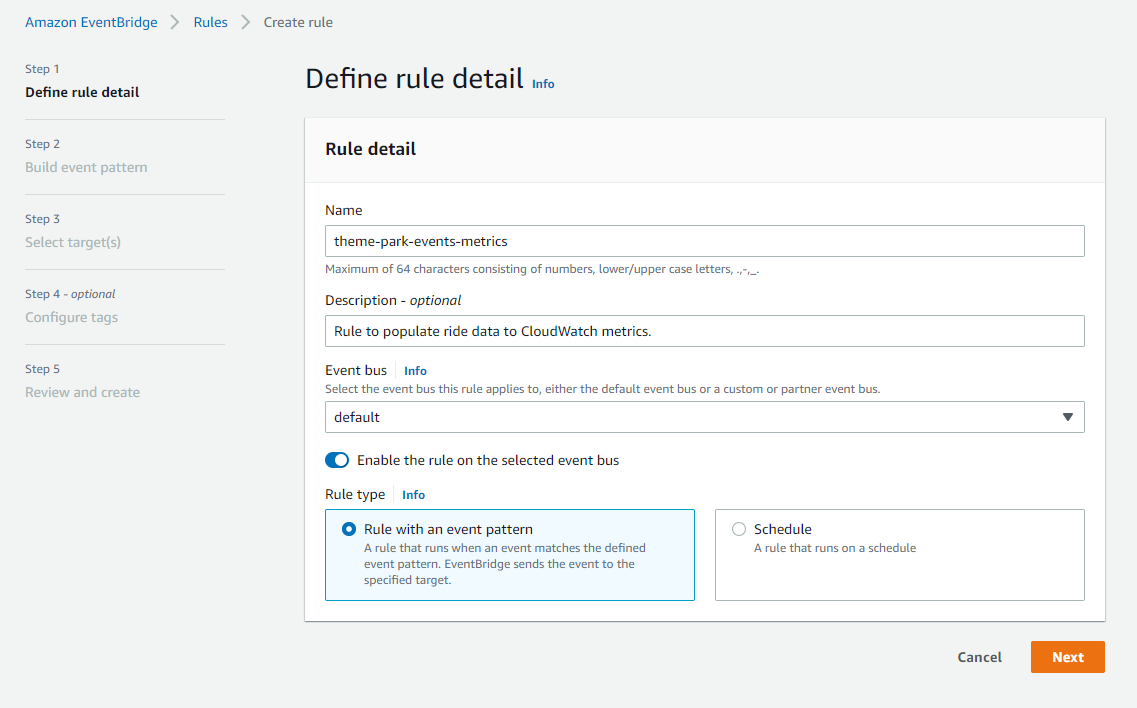 Amazon EventBridge > Rules > Create rule
Step 1
Define rule detail
Step 2
Build event pattern
Step 3
Select target(s)
Step 4 - optional
Configure tags
Step 5
Review and create
Define rule detail Info
Rule detail
Name
theme-park-events-metrics
Maximum of 64 characters consisting of numbers, lower/upper case letters, .,-,_.
Description - optional
Rule to populate ride data to CloudWatch metrics.
Event bus Info
Select the event bus this rule applies to, either the default event bus or a custom or partner event bus.
default
Enable the rule on the selected event bus
Rule type Info
Rule with an event pattern
A rule that runs when an event matches the defined
event pattern. EventBridge sends the event to the
specified target.
Schedule
A rule that runs on a schedule
Cancel Next